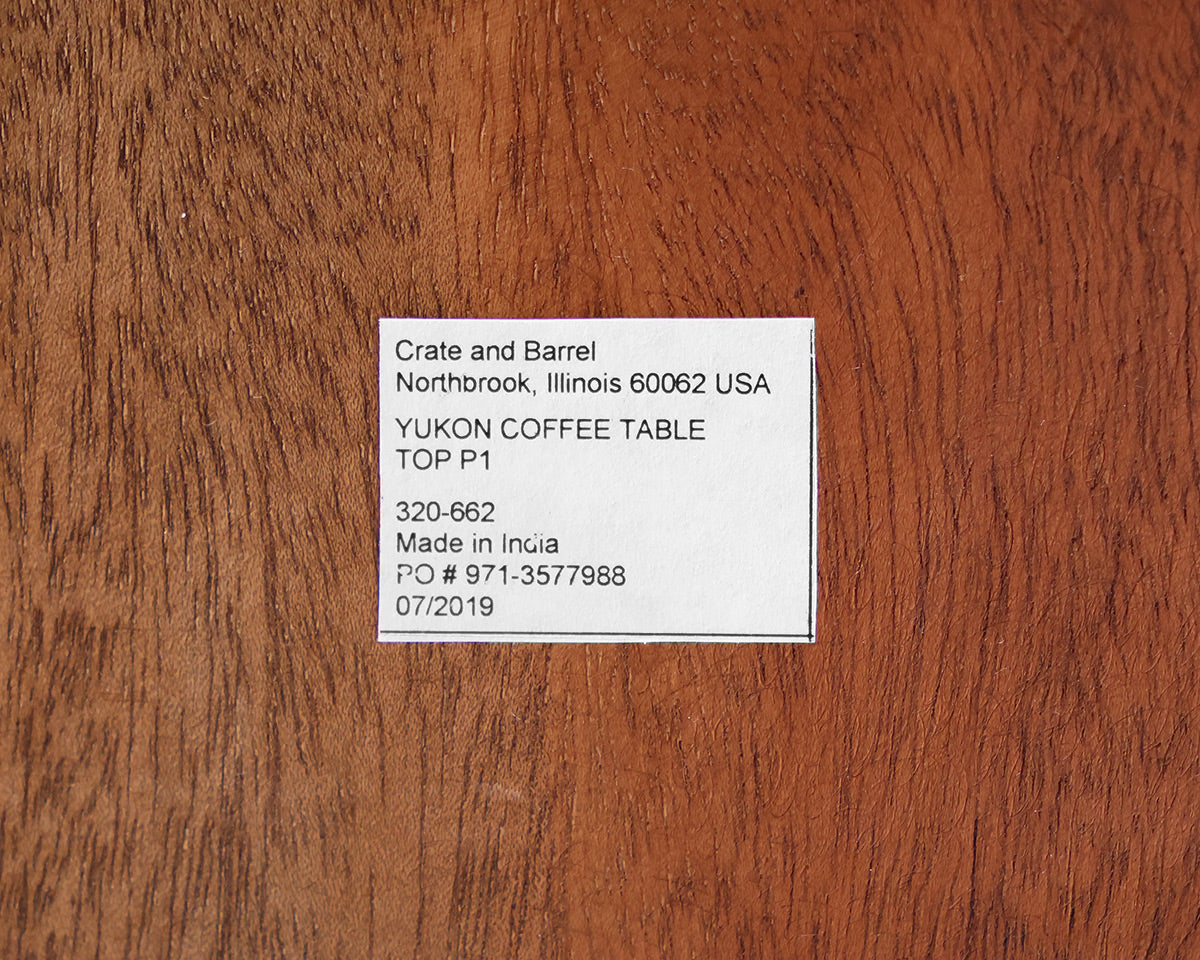 Crate and Barrel
Northbrook, Illinois 60062 USA
YUKON COFFEE TABLE
TOP P1
320-662
Made in India
PO # 971-3577988
07/2019